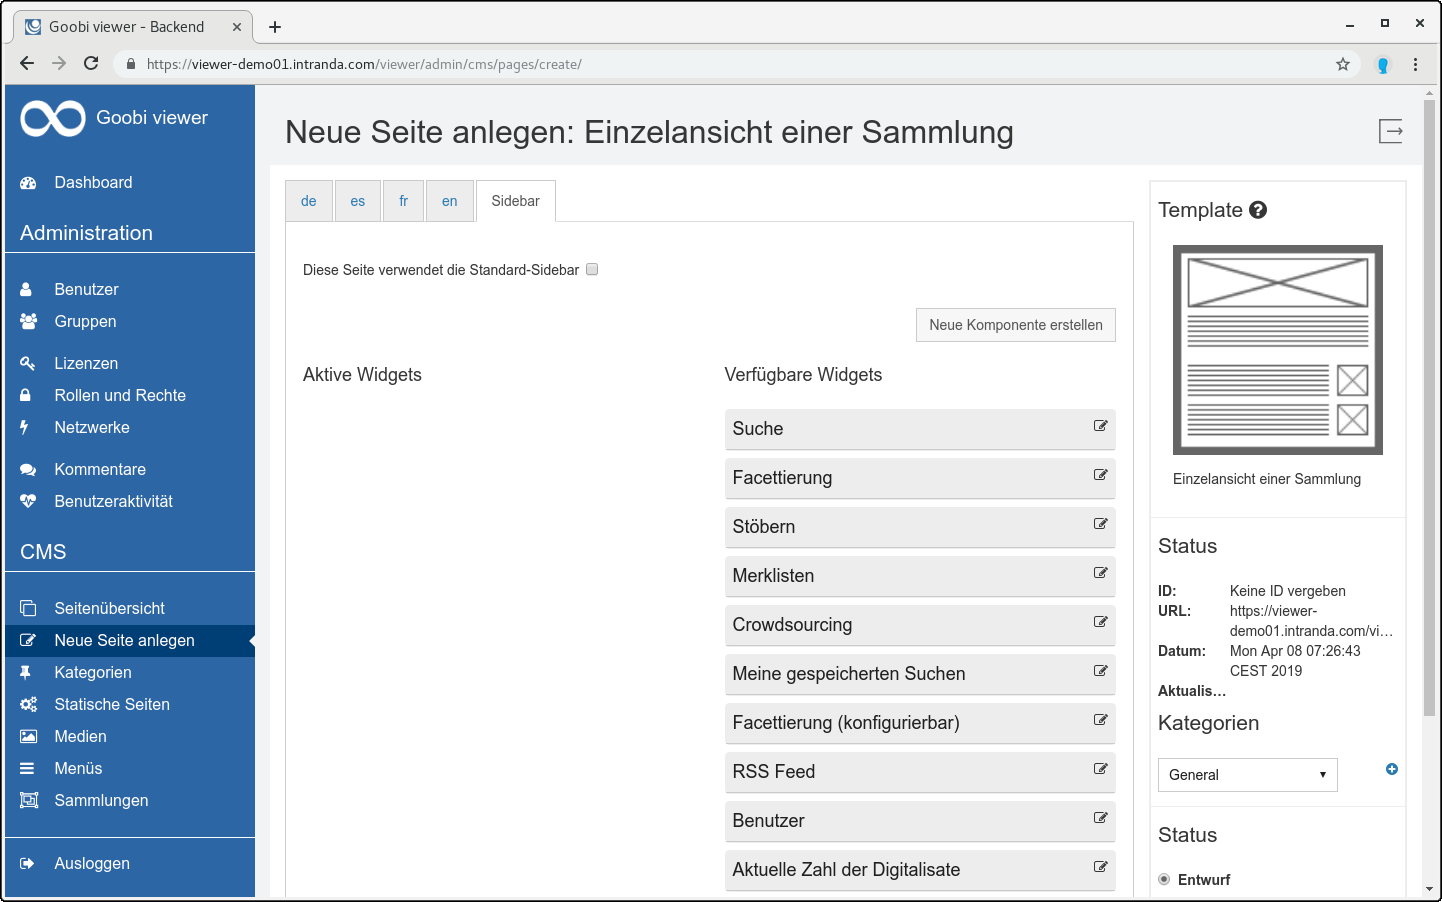 Goobi viewer - Backend
https://viewer-demo01.intranda.com/viewer/admin/cms/pages/create/
Goobi viewer
Dashboard
Administration
Benutzer
Gruppen
Lizenzen
Rollen und Rechte
Netzwerke
Kommentare
Benutzeraktivität
CMS
Seitenübersicht
Neue Seite anlegen
Kategorien
Statische Seiten
Medien
Menüs
Sammlungen
Ausloggen
Neue Seite anlegen: Einzelansicht einer Sammlung
de
es
fr
en
Sidebar
Diese Seite verwendet die Standard-Sidebar
Neue Komponente erstellen
Aktive Widgets
Verfügbare Widgets
Suche
Facettierung
Stöbern
Merklisten
Crowdsourcing
Meine gespeicherten Suchen
Facettierung (konfigurierbar)
RSS Feed
Benutzer
Aktuelle Zahl der Digitalisate
Template
Einzelansicht einer Sammlung
Status
ID: Keine ID vergeben
URL: https://viewer-
demo01.intranda.com/vi...
Datum: Mon Apr 08 07:26:43
CEST 2019
Aktualis...
Kategorien
General
Status
Entwurf